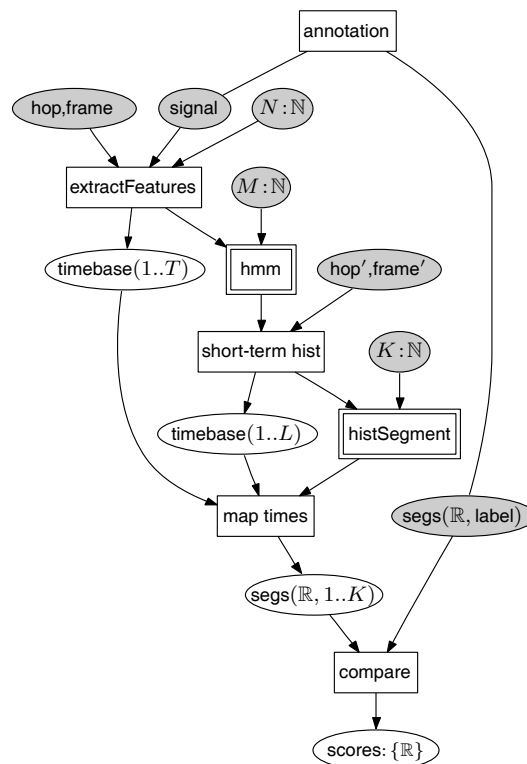 annotation
hop,frame
signal
N:ℕ
extractFeatures
M:ℕ
timebase(1..T)
hmm
hop′,frame′
short-term hist
K:ℕ
timebase(1..L)
histSegment
map times
segs(ℝ, label)
segs(ℝ, 1..K)
compare
scores: {ℝ}